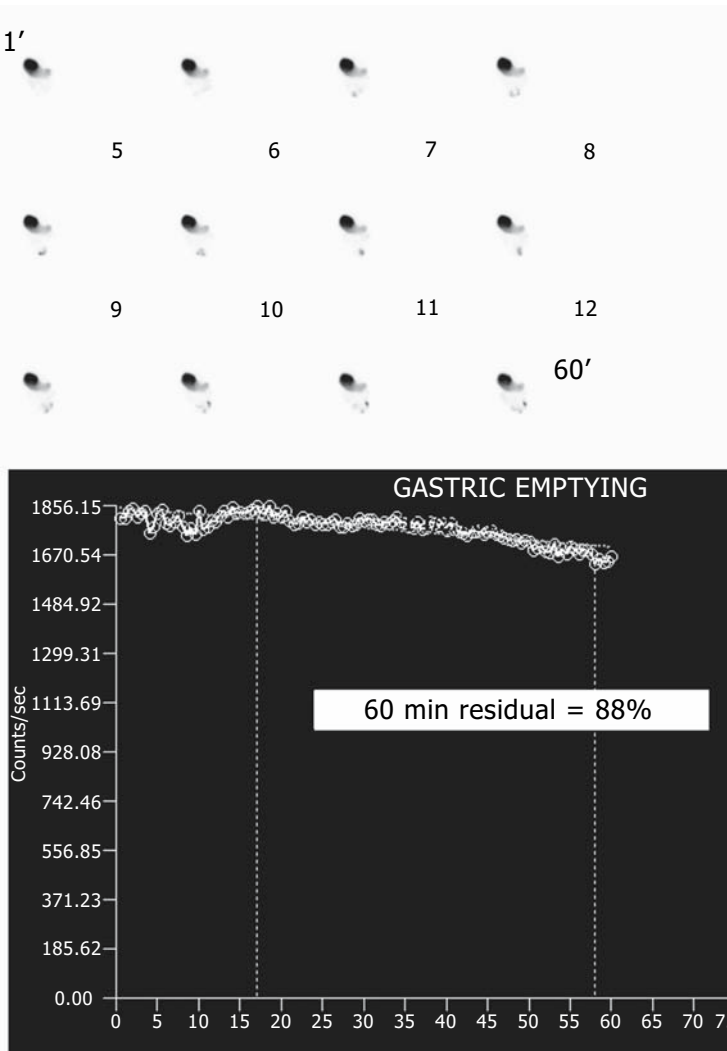 1′
5 6 7 8
9 10 11 12
60′
GASTRIC EMPTYING
1856.15
1670.54
1484.92
1299.31
1113.69
928.08
742.46
556.85
371.23
185.62
0.00
Counts/sec
60 min residual = 88%
0 5 10 15 20 25 30 35 40 45 50 55 60 65 70 7